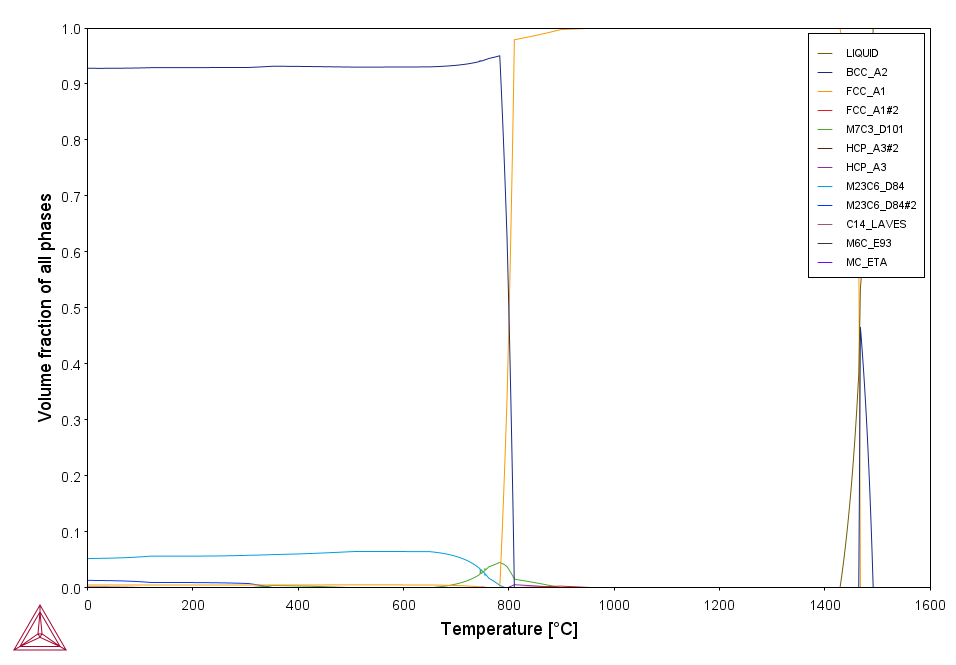 1.0
0.9
0.8
0.7
0.6
0.5
0.4
0.3
0.2
0.1
0.0
Volume fraction of all phases
0 200 400 600 800 1000 1200 1400 1600
Temperature [°C]
LIQUID
BCC_A2
FCC_A1
FCC_A1#2
M7C3_D101
HCP_A3#2
HCP_A3
M23C6_D84
M23C6_D84#2
C14_LAVES
M6C_E93
MC_ETA